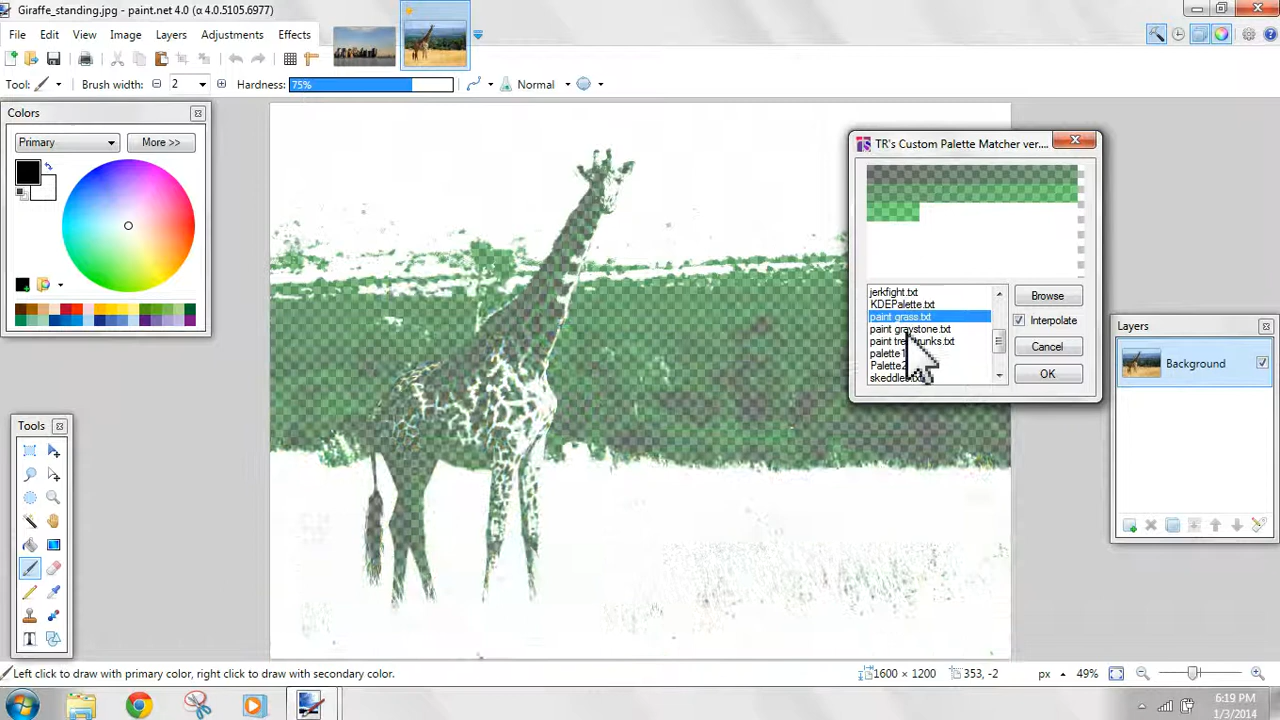 Giraffe_standing.jpg - paint.net 4.0 (α 4.0.5105.6977)
File Edit View Image Layers Adjustments Effects
Tool: Brush width: 2 Hardness: 75% Normal
Colors
Primary More >>
TR's Custom Palette Matcher ver....
jerkfight.txt
KDEPalette.txt
paint grass.txt
paint graystone.txt
paint tree trunks.txt
palette1
Palette2
skeddles.txt
Browse
Interpolate
Cancel
OK
Layers
Background
Tools
Left click to draw with primary color, right click to draw with secondary color.
1600 × 1200 353, -2 px 49%
6:19 PM
1/3/2014